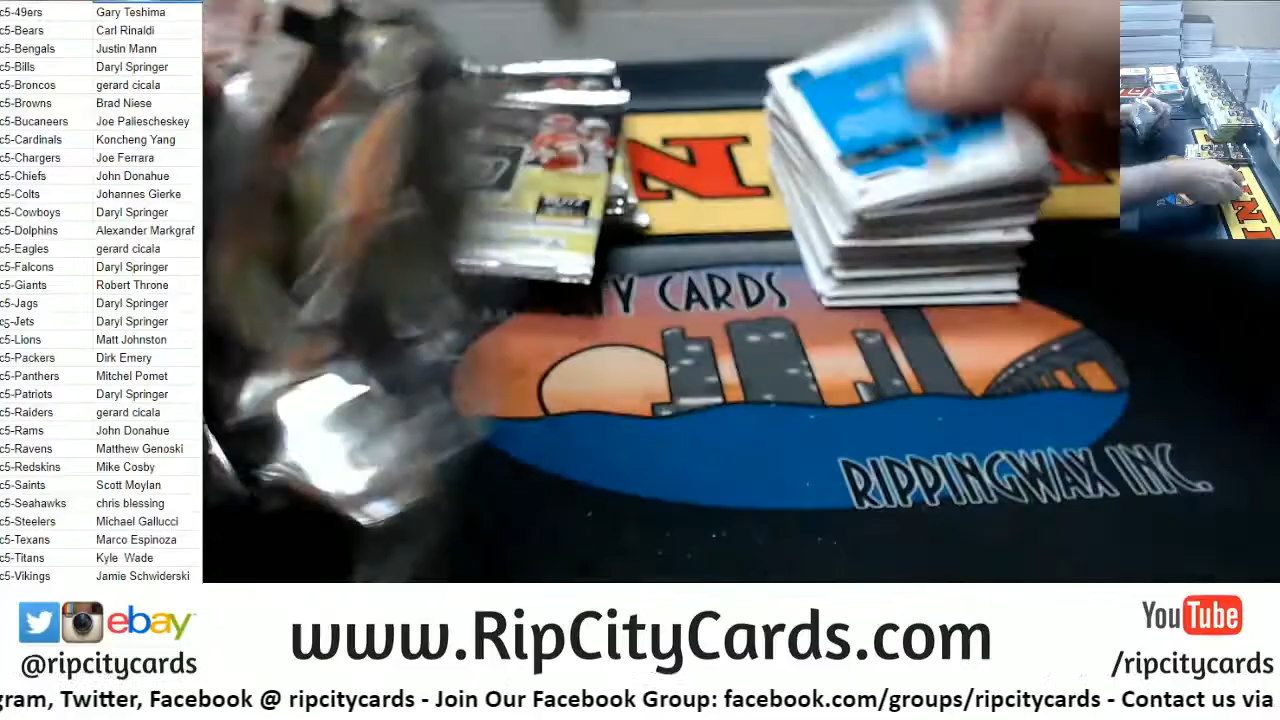 c5-49ers Gary Teshima
c5-Bears Carl Rinaldi
c5-Bengals Justin Mann
c5-Bills Daryl Springer
c5-Broncos gerard cicala
c5-Browns Brad Niese
c5-Bucaneers Joe Paliescheskey
c5-Cardinals Koncheng Yang
c5-Chargers Joe Ferrara
c5-Chiefs John Donahue
c5-Colts Johannes Gierke
c5-Cowboys Daryl Springer
c5-Dolphins Alexander Markgraf
c5-Eagles gerard cicala
c5-Falcons Daryl Springer
c5-Giants Robert Throne
c5-Jags Daryl Springer
c5-Jets Daryl Springer
c5-Lions Matt Johnston
c5-Packers Dirk Emery
c5-Panthers Mitchel Pomet
c5-Patriots Daryl Springer
c5-Raiders gerard cicala
c5-Rams John Donahue
c5-Ravens Matthew Genoski
c5-Redskins Mike Cosby
c5-Saints Scott Moylan
c5-Seahawks chris blessing
c5-Steelers Michael Gallucci
c5-Texans Marco Espinoza
c5-Titans Kyle Wade
c5-Vikings Jamie Schwiderski
N
Y CARDS
RIPPINGWAX INC.
IN
ebay
@ripcitycards
www.RipCityCards.com
YouTube
/ripcitycards
gram, Twitter, Facebook @ ripcitycards - Join Our Facebook Group: facebook.com/groups/ripcitycards - Contact us via